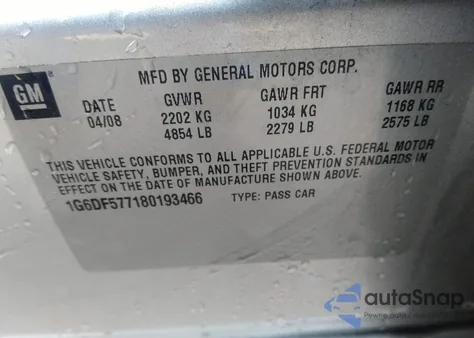 GM
MFD BY GENERAL MOTORS CORP.
DATE GVWR GAWR FRT GAWR RR
04/08 2202 KG 1034 KG 1168 KG
4854 LB 2279 LB 2575 LB
THIS VEHICLE CONFORMS TO ALL APPLICABLE U.S. FEDERAL MOTOR
VEHICLE SAFETY, BUMPER, AND THEFT PREVENTION STANDARDS IN
EFFECT ON THE DATE OF MANUFACTURE SHOWN ABOVE.
1G6DF577180193466 TYPE: PASS CAR
autoSnap
Pewne auto